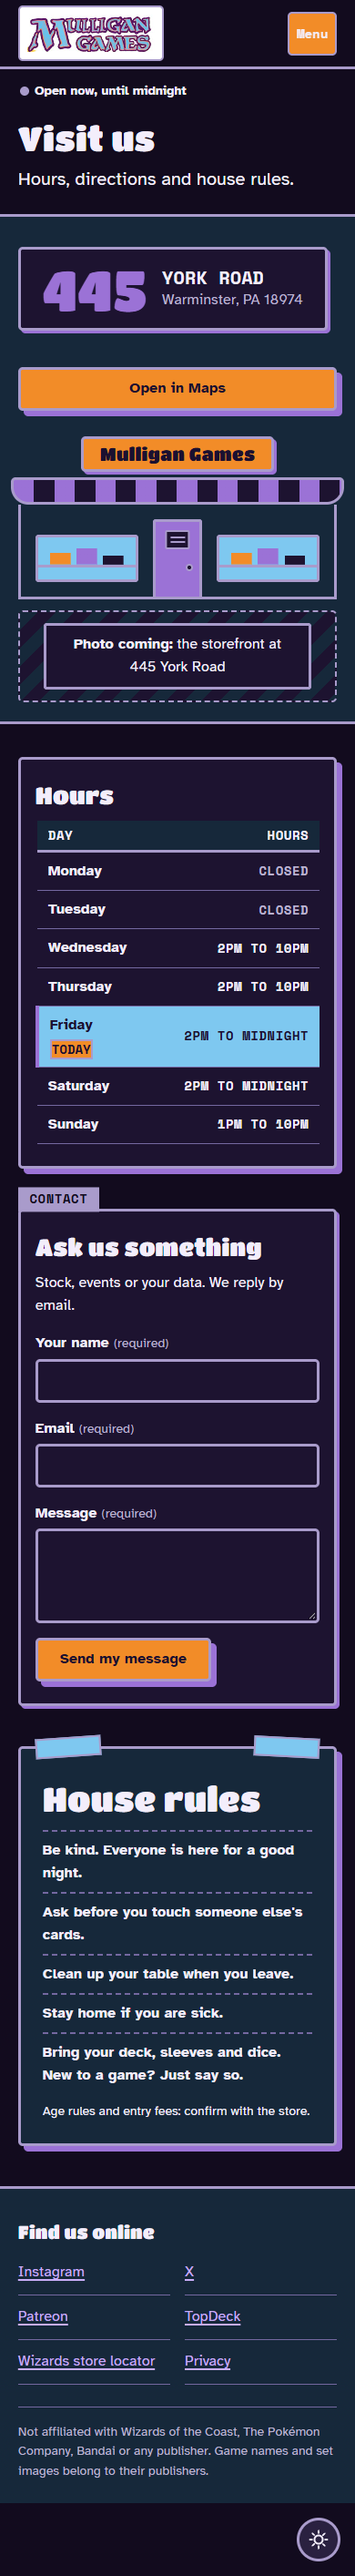 MULLIGAN
GAMES
Menu
Open now, until midnight
Visit us
Hours, directions and house rules.
445
YORK ROAD
Warminster, PA 18974
Open in Maps
Mulligan Games
Photo coming: the storefront at
445 York Road
Hours
DAY HOURS
Monday CLOSED
Tuesday CLOSED
Wednesday 2PM TO 10PM
Thursday 2PM TO 10PM
Friday 2PM TO MIDNIGHT
TODAY
Saturday 2PM TO MIDNIGHT
Sunday 1PM TO 10PM
CONTACT
Ask us something
Stock, events or your data. We reply by
email.
Your name (required)
Email (required)
Message (required)
Send my message
House rules
Be kind. Everyone is here for a good
night.
Ask before you touch someone else's
cards.
Clean up your table when you leave.
Stay home if you are sick.
Bring your deck, sleeves and dice.
New to a game? Just say so.
Age rules and entry fees: confirm with the store.
Find us online
Instagram X
Patreon TopDeck
Wizards store locator Privacy
Not affiliated with Wizards of the Coast, The Pokémon
Company, Bandai or any publisher. Game names and set
images belong to their publishers.